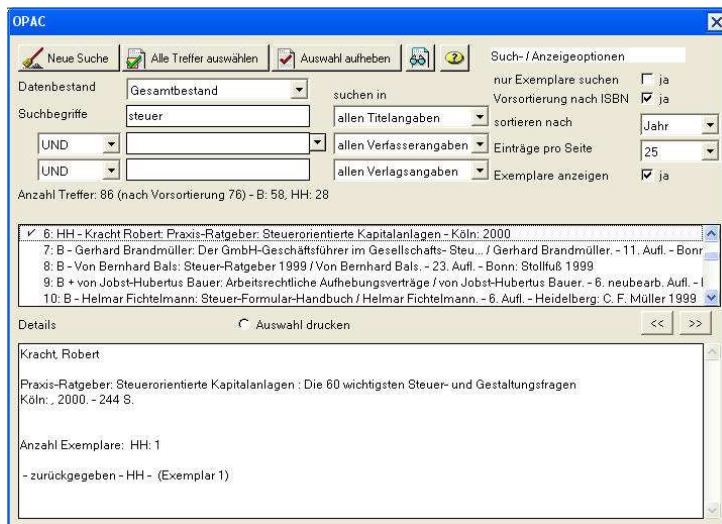 OPAC
Neue Suche Alle Treffer auswählen Auswahl aufheben ? Such- / Anzeigeoptionen
nur Exemplare suchen ja
Datenbestand Gesamtbestand suchen in Vorsortierung nach ISBN ja
Suchbegriffe steuer allen Titelangaben sortieren nach Jahr
UND allen Verfasserangaben Einträge pro Seite 25
UND allen Verlagsangaben Exemplare anzeigen ja
Anzahl Treffer: 86 (nach Vorsortierung 76) - B: 58, HH: 28
6: HH - Kracht Robert: Praxis-Ratgeber: Steuerorientierte Kapitalanlagen - Köln: 2000
7: B - Gerhard Brandmüller: Der GmbH-Geschäftsführer im Gesellschafts- Steu... / Gerhard Brandmüller. - 11. Aufl. - Bonn
8: B - Von Bernhard Bals: Steuer-Ratgeber 1999 / Von Bernhard Bals. - 23. Aufl. - Bonn: Stollfuß 1999
9: B + von Jobst-Hubertus Bauer: Arbeitsrechtliche Aufhebungsverträge / von Jobst-Hubertus Bauer. - 6. neubearb. Aufl. -
10: B - Helmar Fichtelmann: Steuer-Formular-Handbuch / Helmar Fichtelmann. - 6. Aufl. - Heidelberg: C. F. Müller 1999
Details Auswahl drucken << >>
Kracht, Robert
Praxis-Ratgeber: Steuerorientierte Kapitalanlagen : Die 60 wichtigsten Steuer- und Gestaltungsfragen
Köln: , 2000. - 244 S.
Anzahl Exemplare: HH: 1
- zurückgegeben - HH - (Exemplar 1)